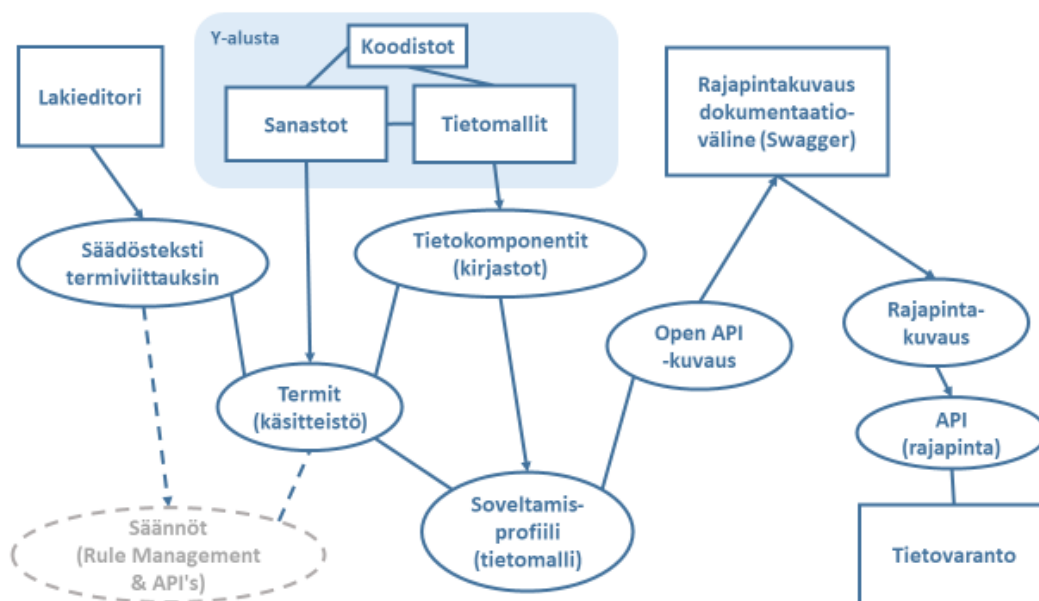 Y-alusta
Koodistot
Lakieditori
Sanastot
Tietomallit
Rajapintakuvaus
dokumentaatio-
väline (Swagger)
Säädösteksti
termiviittauksin
Tietokomponentit
(kirjastot)
Open API
-kuvaus
Rajapinta-
kuvaus
Termit
(käsitteistö)
API
(rajapinta)
Säännöt
(Rule Management
& API's)
Soveltamis-
profiili
(tietomalli)
Tietovaranto